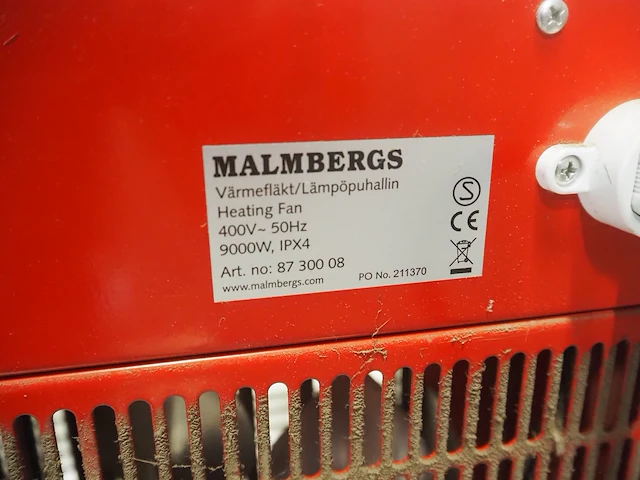 MALMBERGS
Värmefläkt/Lämpöpuhallin
Heating Fan
400V~ 50Hz
9000W, IPX4
Art. no: 87 300 08
www.malmbergs.com
PO No. 211370
S
CE